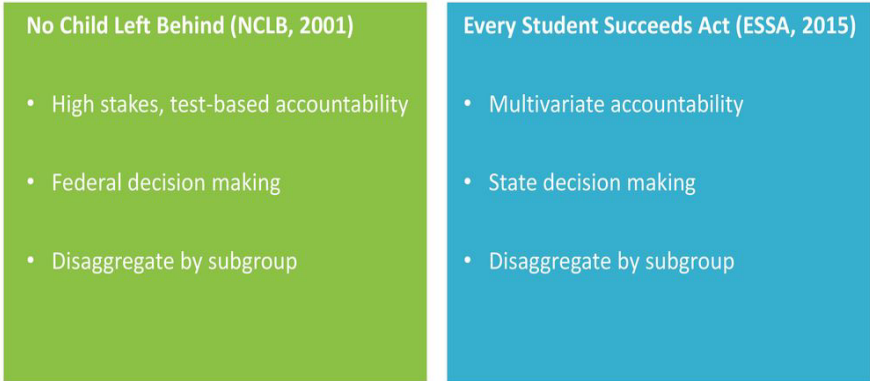 No Child Left Behind (NCLB, 2001)
• High stakes, test-based accountability
• Federal decision making
• Disaggregate by subgroup
Every Student Succeeds Act (ESSA, 2015)
• Multivariate accountability
• State decision making
• Disaggregate by subgroup